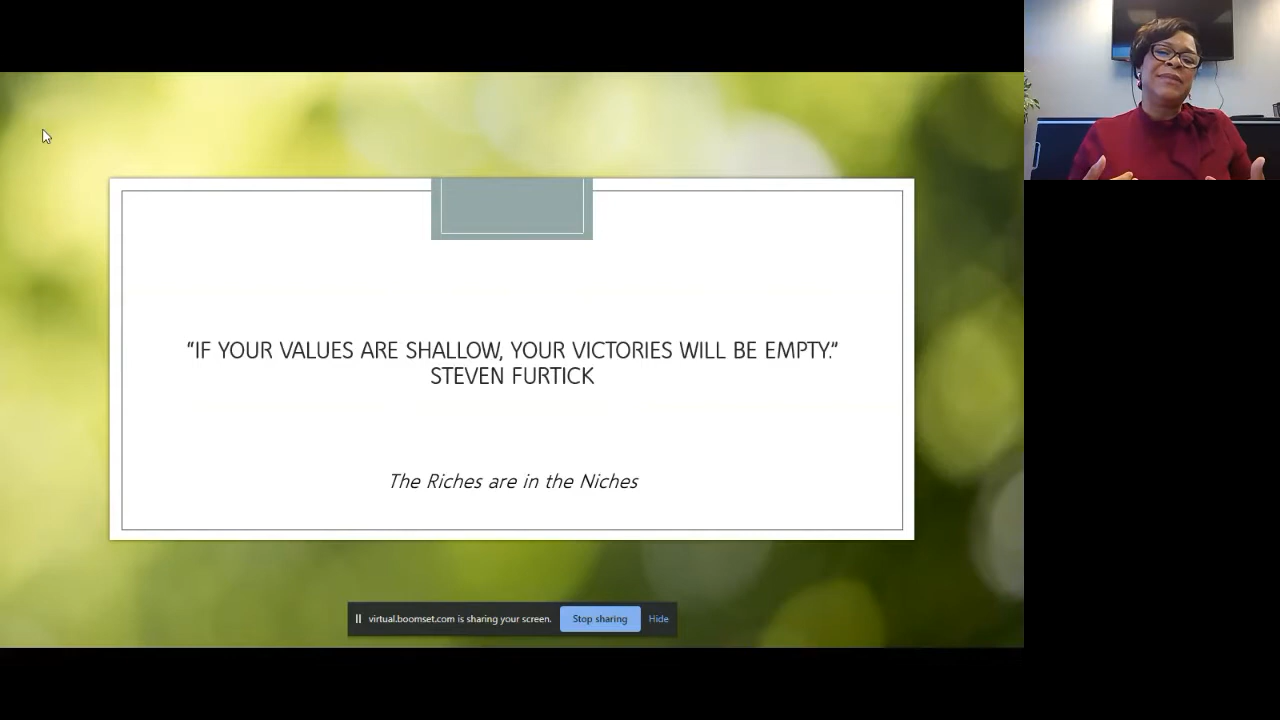 “IF YOUR VALUES ARE SHALLOW, YOUR VICTORIES WILL BE EMPTY.”
STEVEN FURTICK
The Riches are in the Niches
virtual.boomset.com is sharing your screen. Stop sharing Hide